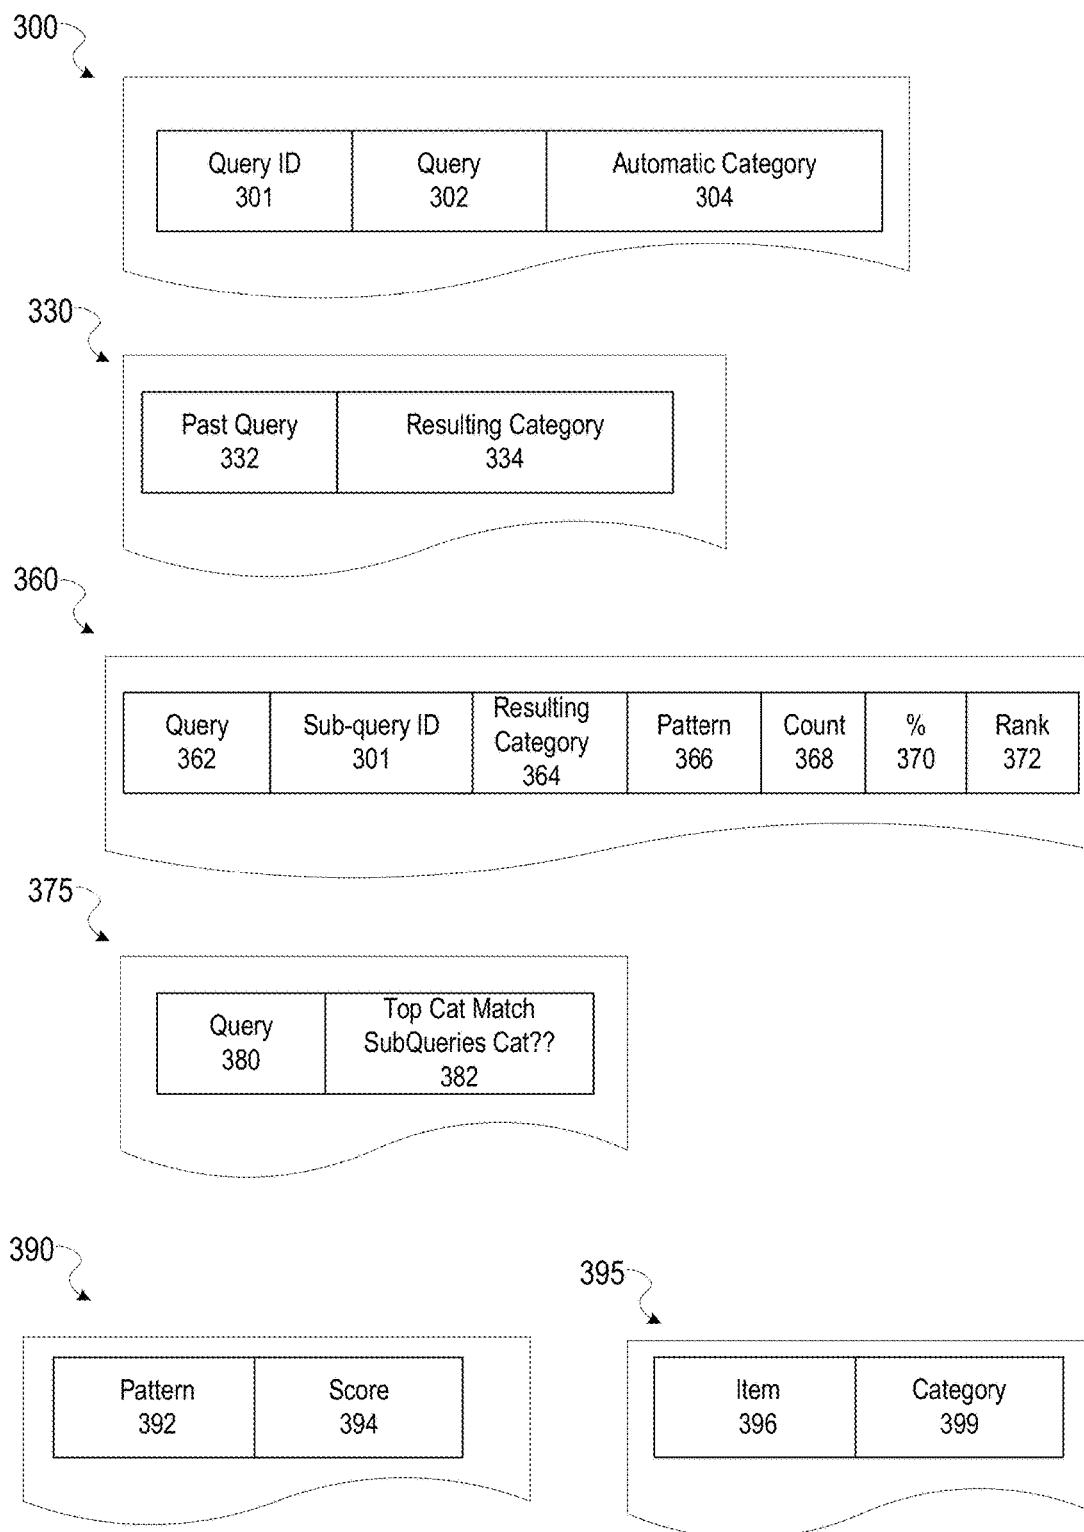 300
Query ID
301
Query
302
Automatic Category
304
330
Past Query
332
Resulting Category
334
360
Query
362
Sub-query ID
301
Resulting
Category
364
Pattern
366
Count
368
%
370
Rank
372
375
Query
380
Top Cat Match
SubQueries Cat??
382
390
Pattern
392
Score
394
395
Item
396
Category
399